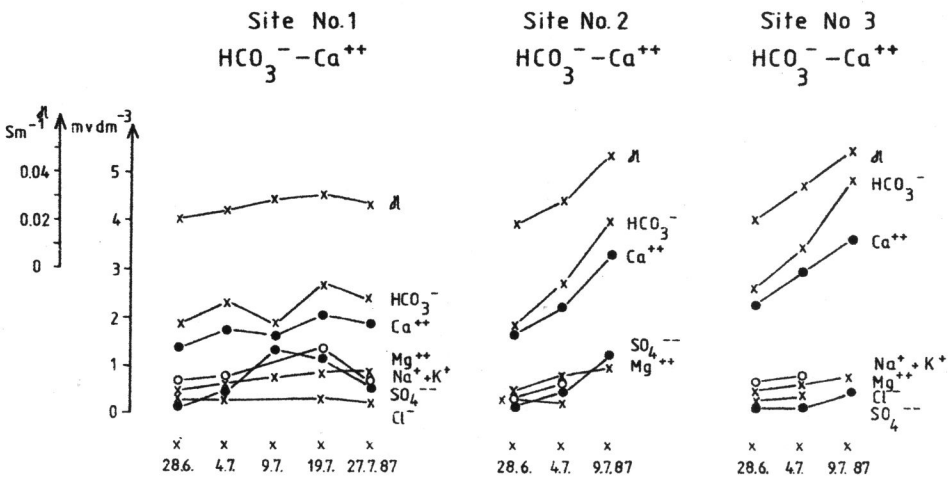 Site No.1
HCO₃⁻ – Ca⁺⁺
Site No.2
HCO₃⁻ – Ca⁺⁺
Site No 3
HCO₃⁻ – Ca⁺⁺
Sm⁻¹
mvdm⁻³
0.04
0.02
0
5
4
3
2
1
0
HCO₃⁻
Ca⁺⁺
Mg⁺⁺
Na⁺+K⁺
SO₄⁻⁻
Cl⁻
28.6.
4.7.
9.7.
19.7.
27.7.87
HCO₃⁻
Ca⁺⁺
SO₄⁻⁻
Mg⁺⁺
28.6.
4.7.
9.7.87
HCO₃⁻
Ca⁺⁺
Na⁺+K⁺
Mg⁺⁺
Cl⁻
SO₄⁻⁻
28.6.
4.7.
9.7.87